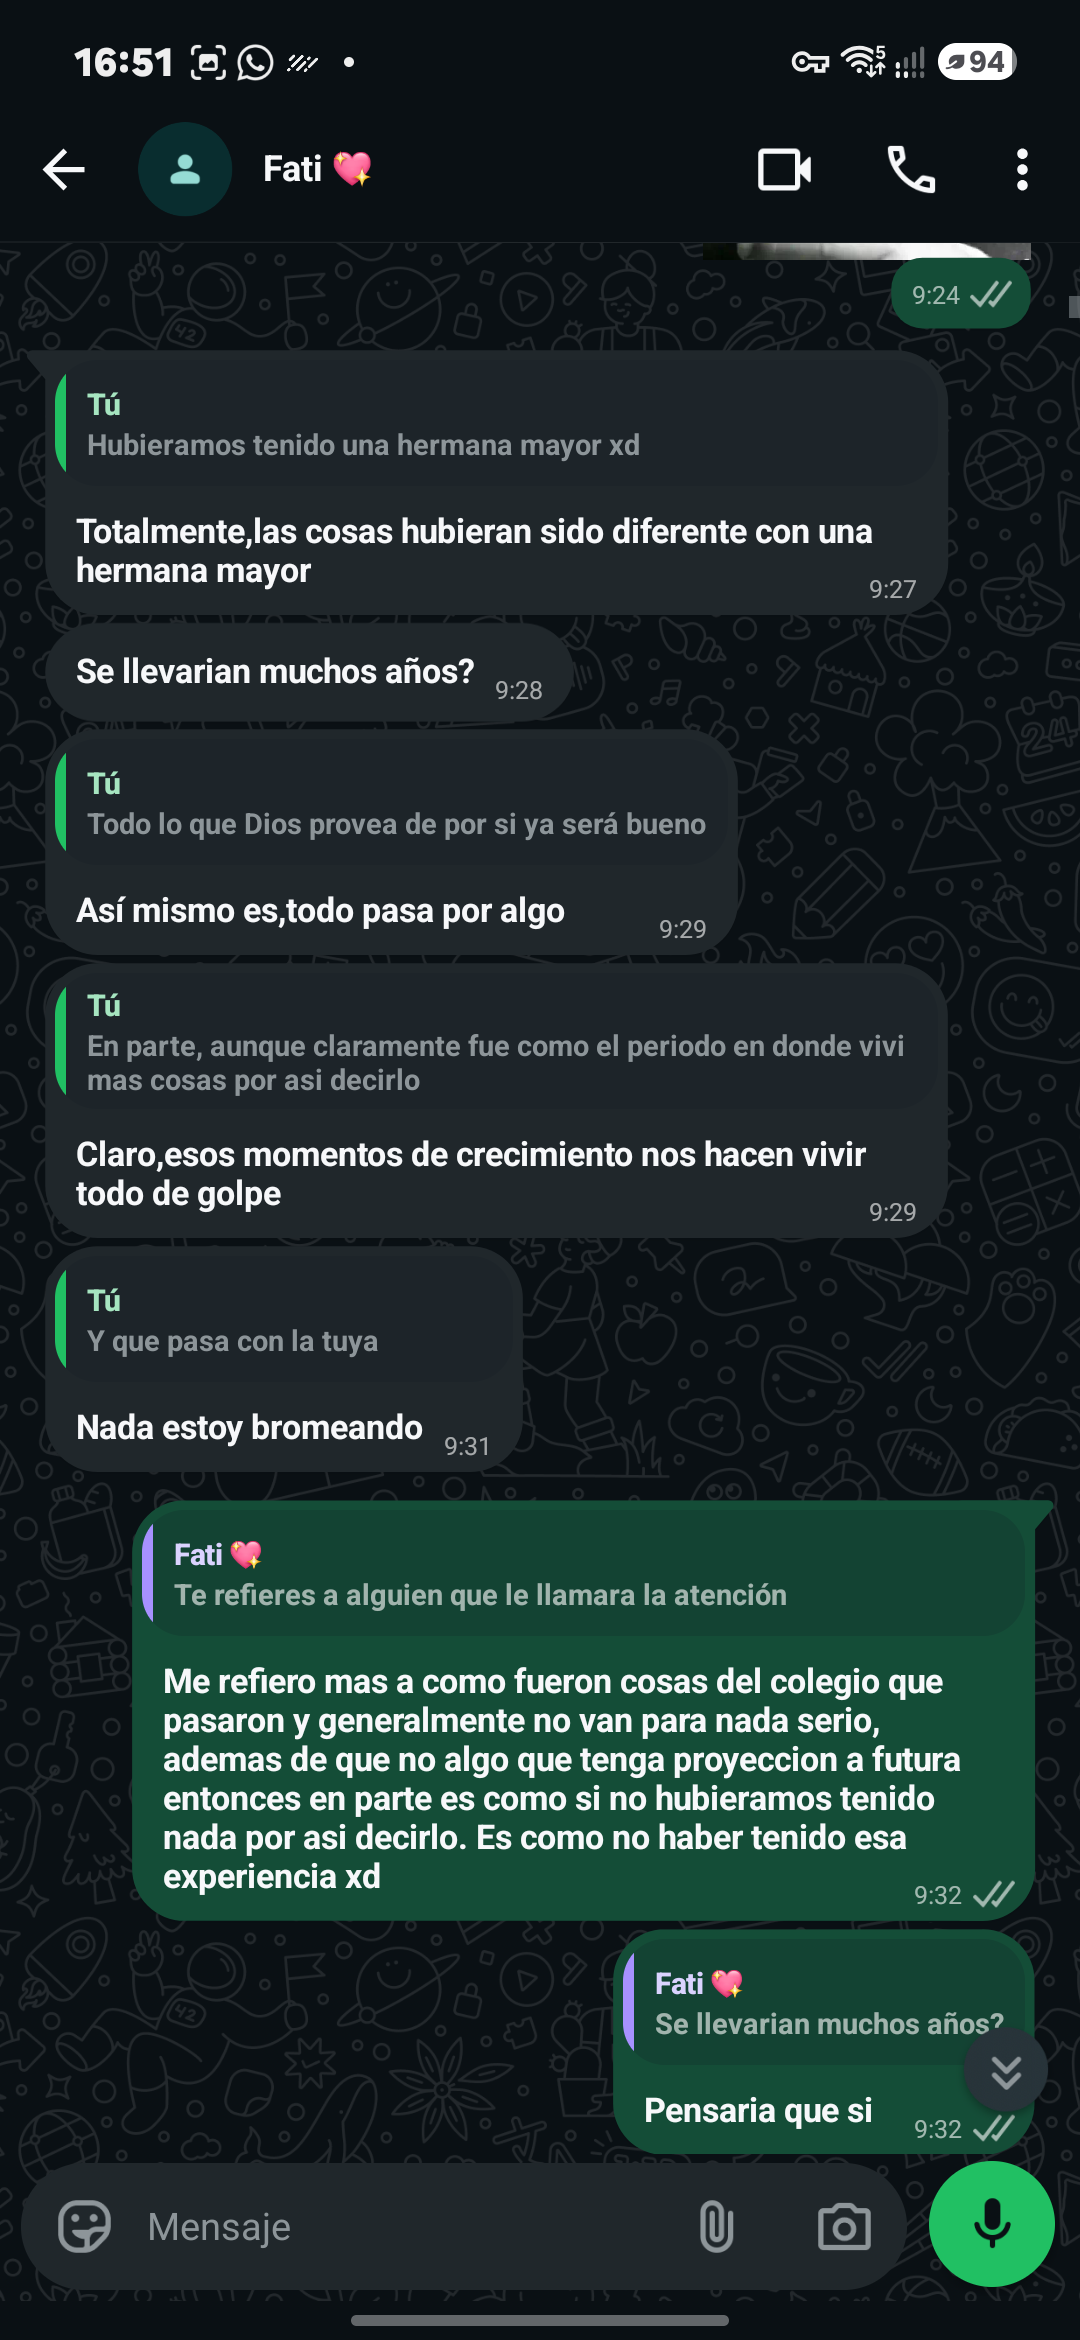 16:51
5
94
Fati 💖
9:24
Tú
Hubieramos tenido una hermana mayor xd
Totalmente,las cosas hubieran sido diferente con una
hermana mayor
9:27
Se llevarian muchos años?
9:28
Tú
Todo lo que Dios provea de por si ya será bueno
Así mismo es,todo pasa por algo
9:29
Tú
En parte, aunque claramente fue como el periodo en donde vivi
mas cosas por asi decirlo
Claro,esos momentos de crecimiento nos hacen vivir
todo de golpe
9:29
Tú
Y que pasa con la tuya
Nada estoy bromeando
9:31
Fati 💖
Te refieres a alguien que le llamara la atención
Me refiero mas a como fueron cosas del colegio que
pasaron y generalmente no van para nada serio,
ademas de que no algo que tenga proyeccion a futura
entonces en parte es como si no hubieramos tenido
nada por asi decirlo. Es como no haber tenido esa
experiencia xd
9:32
Fati 💖
Se llevarian muchos años?
Pensaria que si
9:32
Mensaje